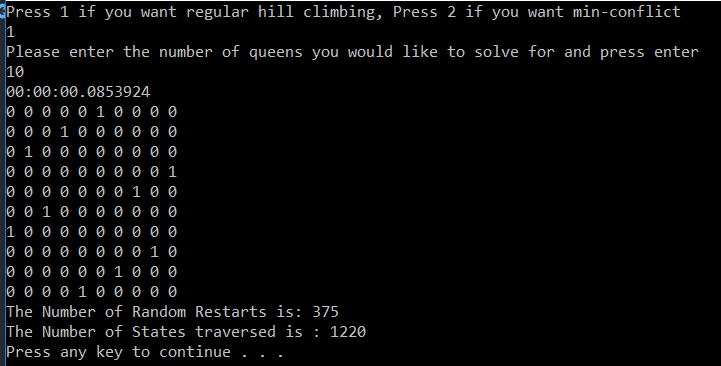 Press 1 if you want regular hill climbing, Press 2 if you want min-conflict
1
Please enter the number of queens you would like to solve for and press enter
10
00:00:00.0853924
0 0 0 0 0 1 0 0 0 0
0 0 0 1 0 0 0 0 0 0
0 1 0 0 0 0 0 0 0 0
0 0 0 0 0 0 0 0 0 1
0 0 0 0 0 0 0 1 0 0
0 0 1 0 0 0 0 0 0 0
1 0 0 0 0 0 0 0 0 0
0 0 0 0 0 0 0 0 1 0
0 0 0 0 0 0 1 0 0 0
0 0 0 0 1 0 0 0 0 0
The Number of Random Restarts is: 375
The Number of States traversed is : 1220
Press any key to continue . . .